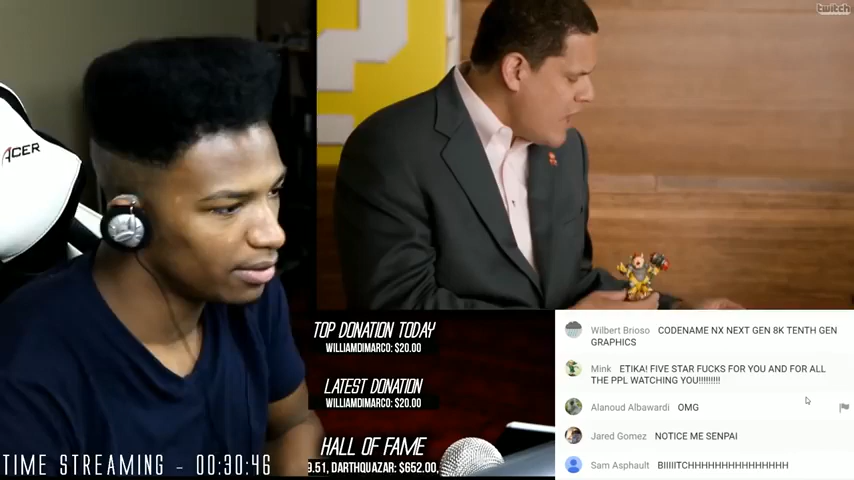 twitch
ACER
TOP DONATION TODAY
WILLIAMDIMARCO: $20.00
LATEST DONATION
WILLIAMDIMARCO: $20.00
HALL OF FAME
9.51, DARTHQUAZAR: $652.00,
TIME STREAMING - 00:30:46
Wilbert Brioso CODENAME NX NEXT GEN 8K TENTH GEN
GRAPHICS
Mink ETIKA! FIVE STAR FUCKS FOR YOU AND FOR ALL
THE PPL WATCHING YOU!!!!!!!!!
Alanoud Albawardi OMG
Jared Gomez NOTICE ME SENPAI
Sam Asphault BIIIIITCHHHHHHHHHHHHHHHH